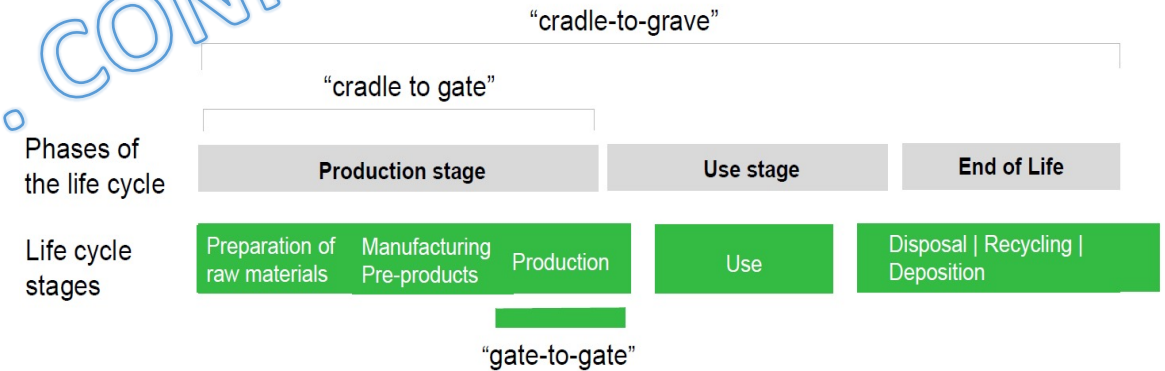 “cradle-to-grave”
. CON
“cradle to gate”
Phases of
the life cycle
Production stage
Use stage
End of Life
Life cycle
stages
Preparation of
raw materials
Manufacturing
Pre-products
Production
Use
Disposal | Recycling |
Deposition
“gate-to-gate”